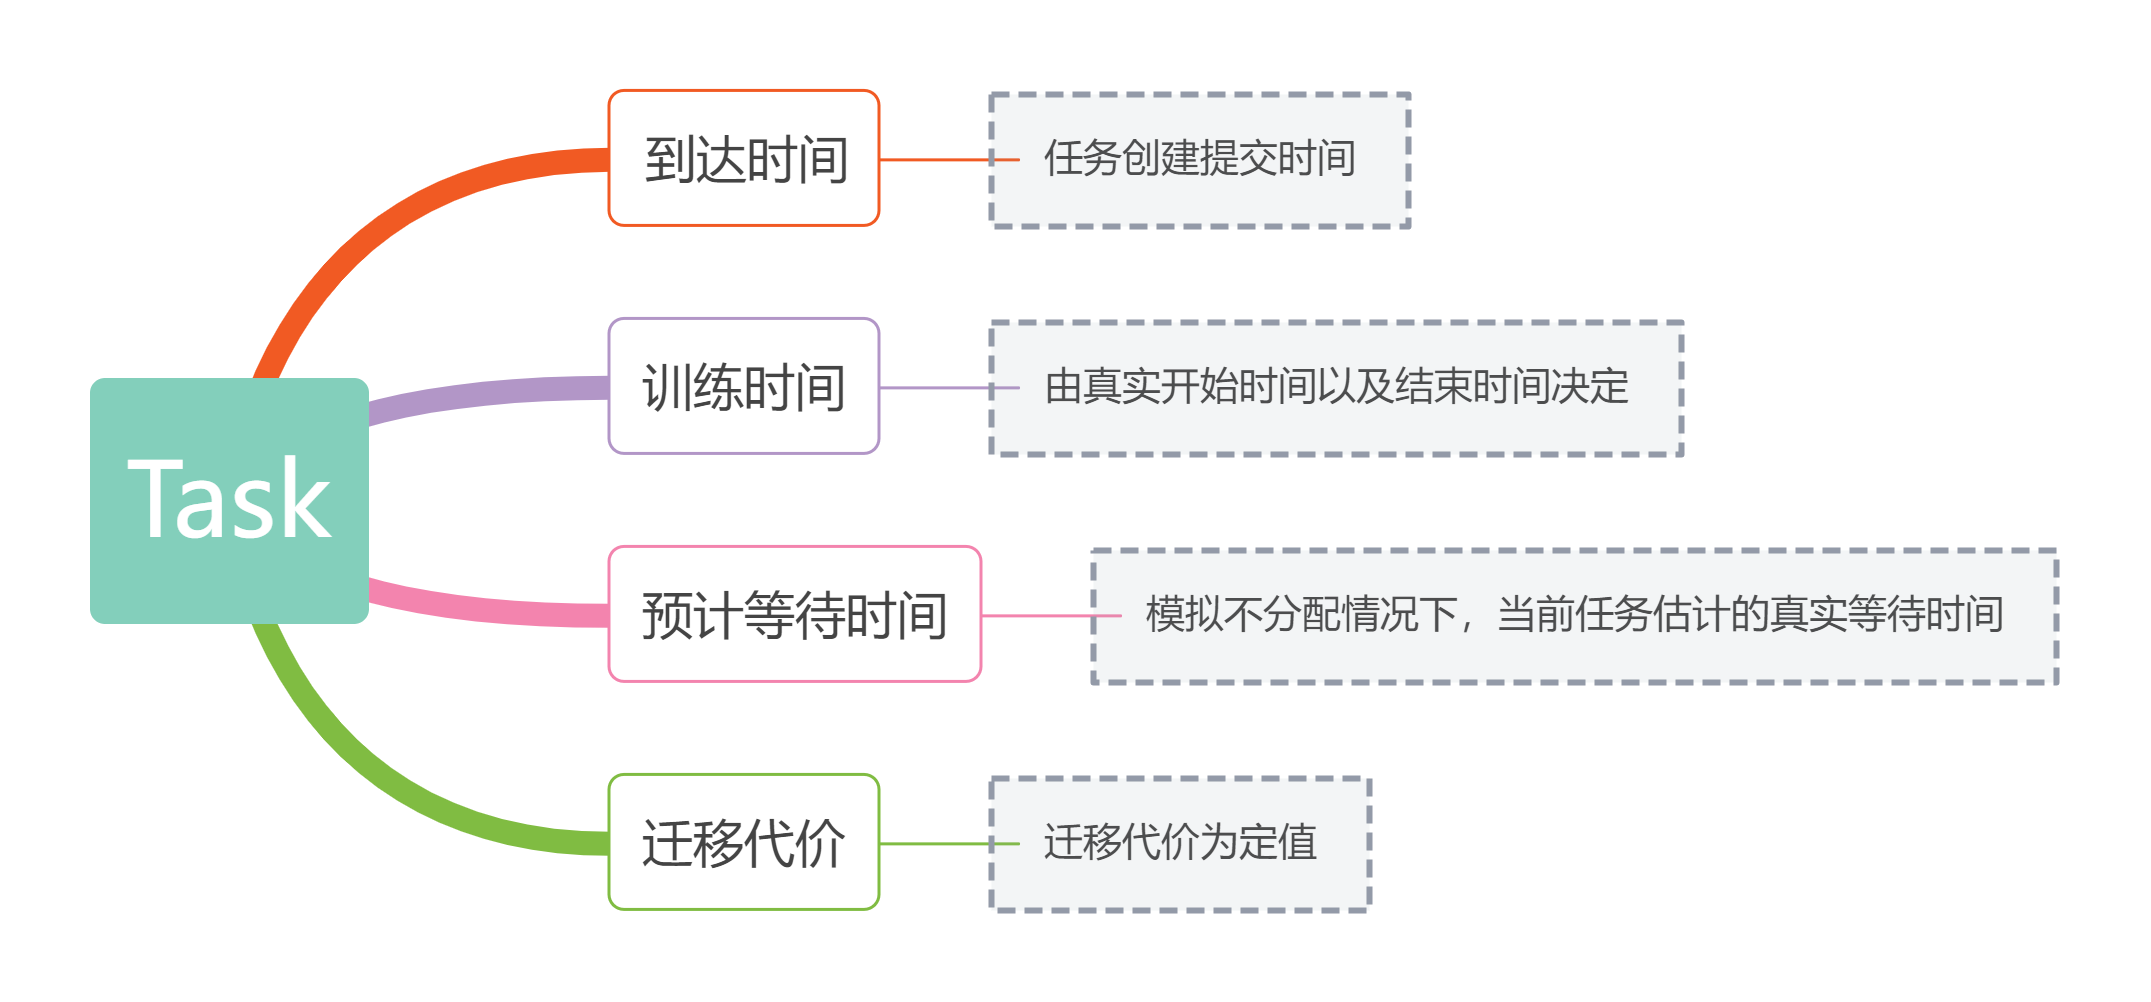 Task
到达时间
任务创建提交时间
训练时间
由真实开始时间以及结束时间决定
预计等待时间
模拟不分配情况下，当前任务估计的真实等待时间
迁移代价
迁移代价为定值